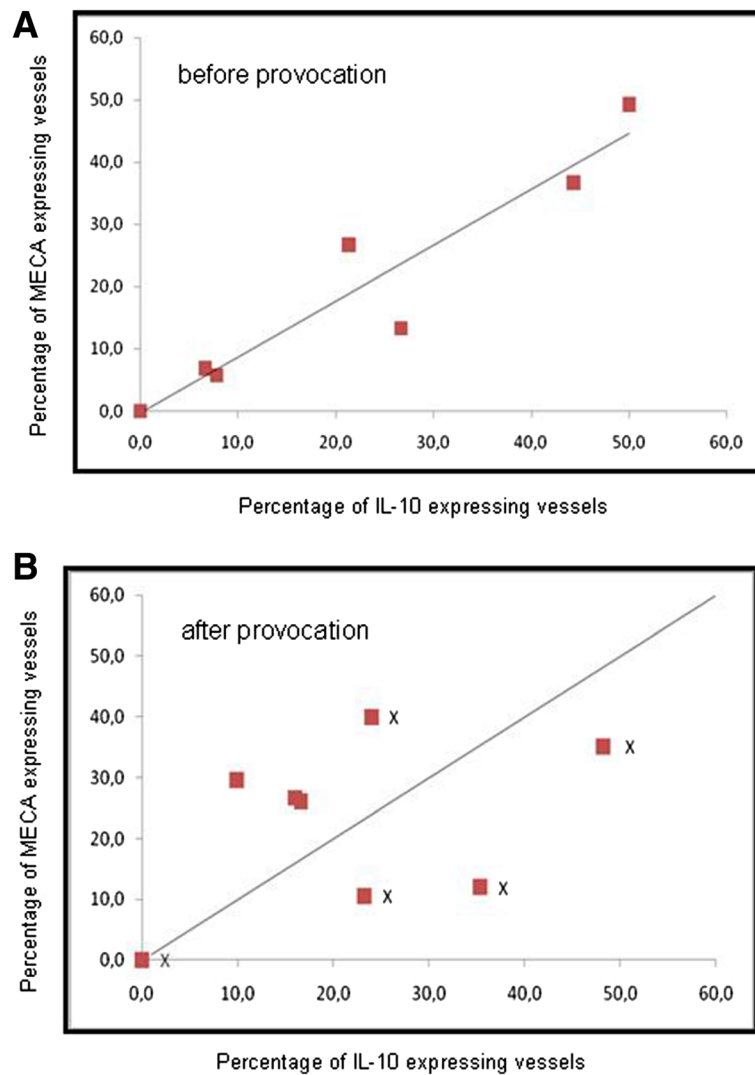 A
before provocation
Percentage of MECA expressing vessels
60,0
50,0
40,0
30,0
20,0
10,0
0,0
0,0 10,0 20,0 30,0 40,0 50,0 60,0
Percentage of IL-10 expressing vessels
B
after provocation
Percentage of MECA expressing vessels
60,0
50,0
40,0
30,0
20,0
10,0
0,0
X
X
X
X
X
0,0 10,0 20,0 30,0 40,0 50,0 60,0
Percentage of IL-10 expressing vessels